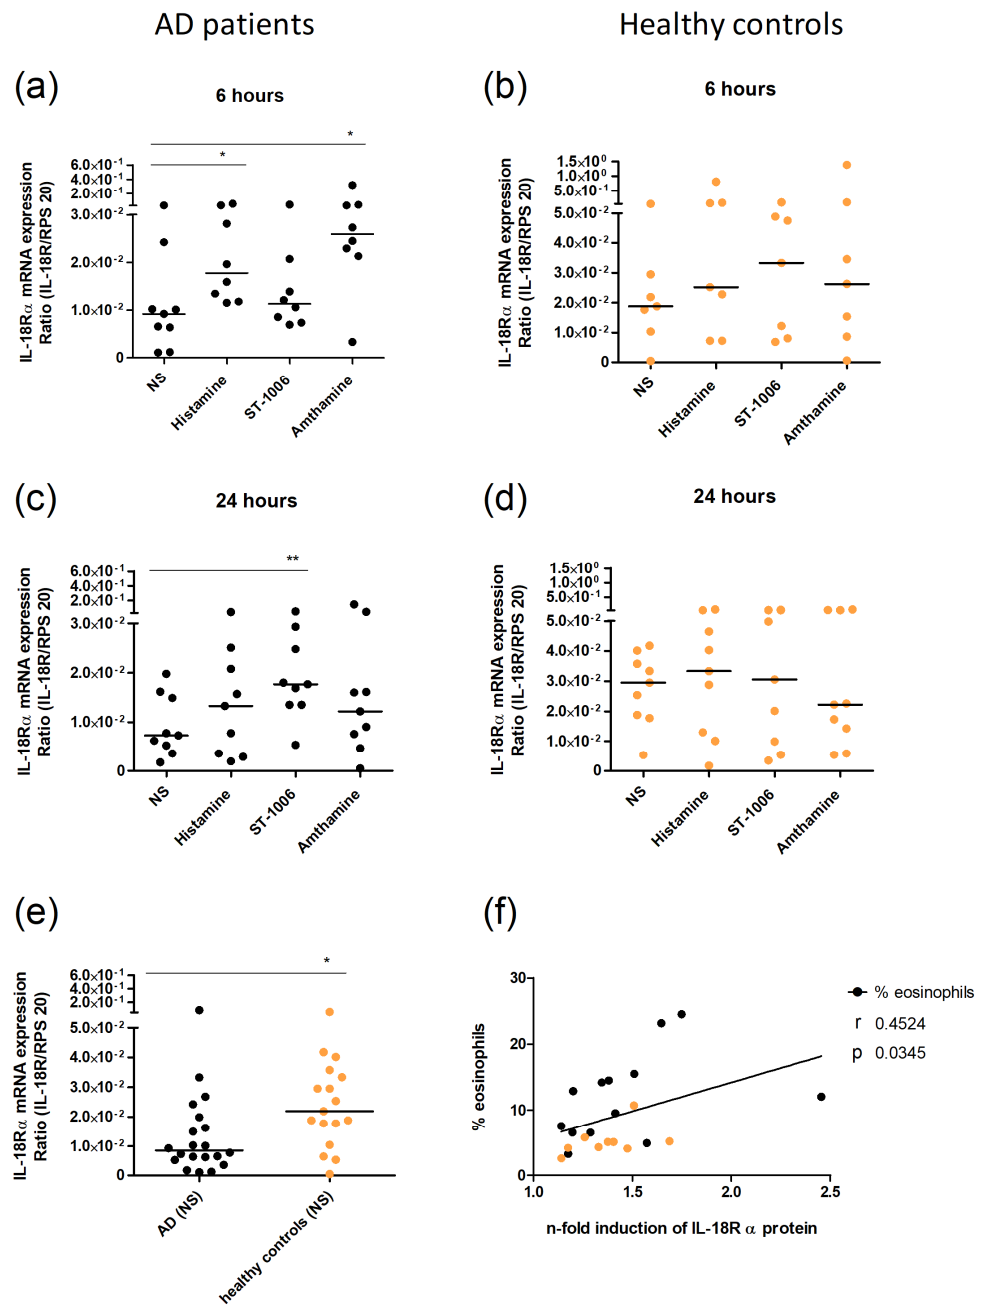 AD patients
Healthy controls
(a)
6 hours
*
*
IL-18Rα mRNA expression
Ratio (IL-18R/RPS 20)
6.0×10⁻¹
4.0×10⁻¹
2.0×10⁻¹
3.0×10⁻²
2.0×10⁻²
1.0×10⁻²
0
NS
Histamine
ST-1006
Amthamine
(b)
6 hours
IL-18Rα mRNA expression
Ratio (IL-18R/RPS 20)
1.5×10⁰
1.0×10⁰
5.0×10⁻¹
5.0×10⁻²
4.0×10⁻²
3.0×10⁻²
2.0×10⁻²
1.0×10⁻²
0
NS
Histamine
ST-1006
Amthamine
(c)
24 hours
**
IL-18Rα mRNA expression
Ratio (IL-18R/RPS 20)
6.0×10⁻¹
4.0×10⁻¹
2.0×10⁻¹
3.0×10⁻²
2.0×10⁻²
1.0×10⁻²
0
NS
Histamine
ST-1006
Amthamine
(d)
24 hours
IL-18Rα mRNA expression
Ratio (IL-18R/RPS 20)
1.5×10⁰
1.0×10⁰
5.0×10⁻¹
5.0×10⁻²
4.0×10⁻²
3.0×10⁻²
2.0×10⁻²
1.0×10⁻²
0
NS
Histamine
ST-1006
Amthamine
(e)
*
IL-18Rα mRNA expression
Ratio (IL-18R/RPS 20)
6.0×10⁻¹
4.0×10⁻¹
2.0×10⁻¹
5.0×10⁻²
4.0×10⁻²
3.0×10⁻²
2.0×10⁻²
1.0×10⁻²
0
AD (NS)
healthy controls (NS)
(f)
% eosinophils
30
20
10
0
1.0
1.5
2.0
2.5
n-fold induction of IL-18R α protein
% eosinophils
r 0.4524
p 0.0345